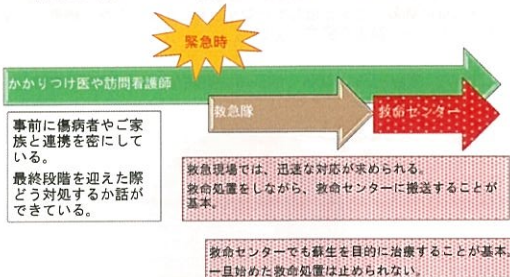 緊急時
かかりつけ医や訪問看護師
救急隊
救命センター
事前に傷病者やご家
族と連携を密にして
いる。
最終段階を迎えた際
どう対処するか話が
できている。
救急現場では、迅速な対応が求められる。
救命処置をしながら、救命センターに搬送することが
基本。
救命センターでも蘇生を目的に治療することが基本。
一旦始めた救命処置は止められない。